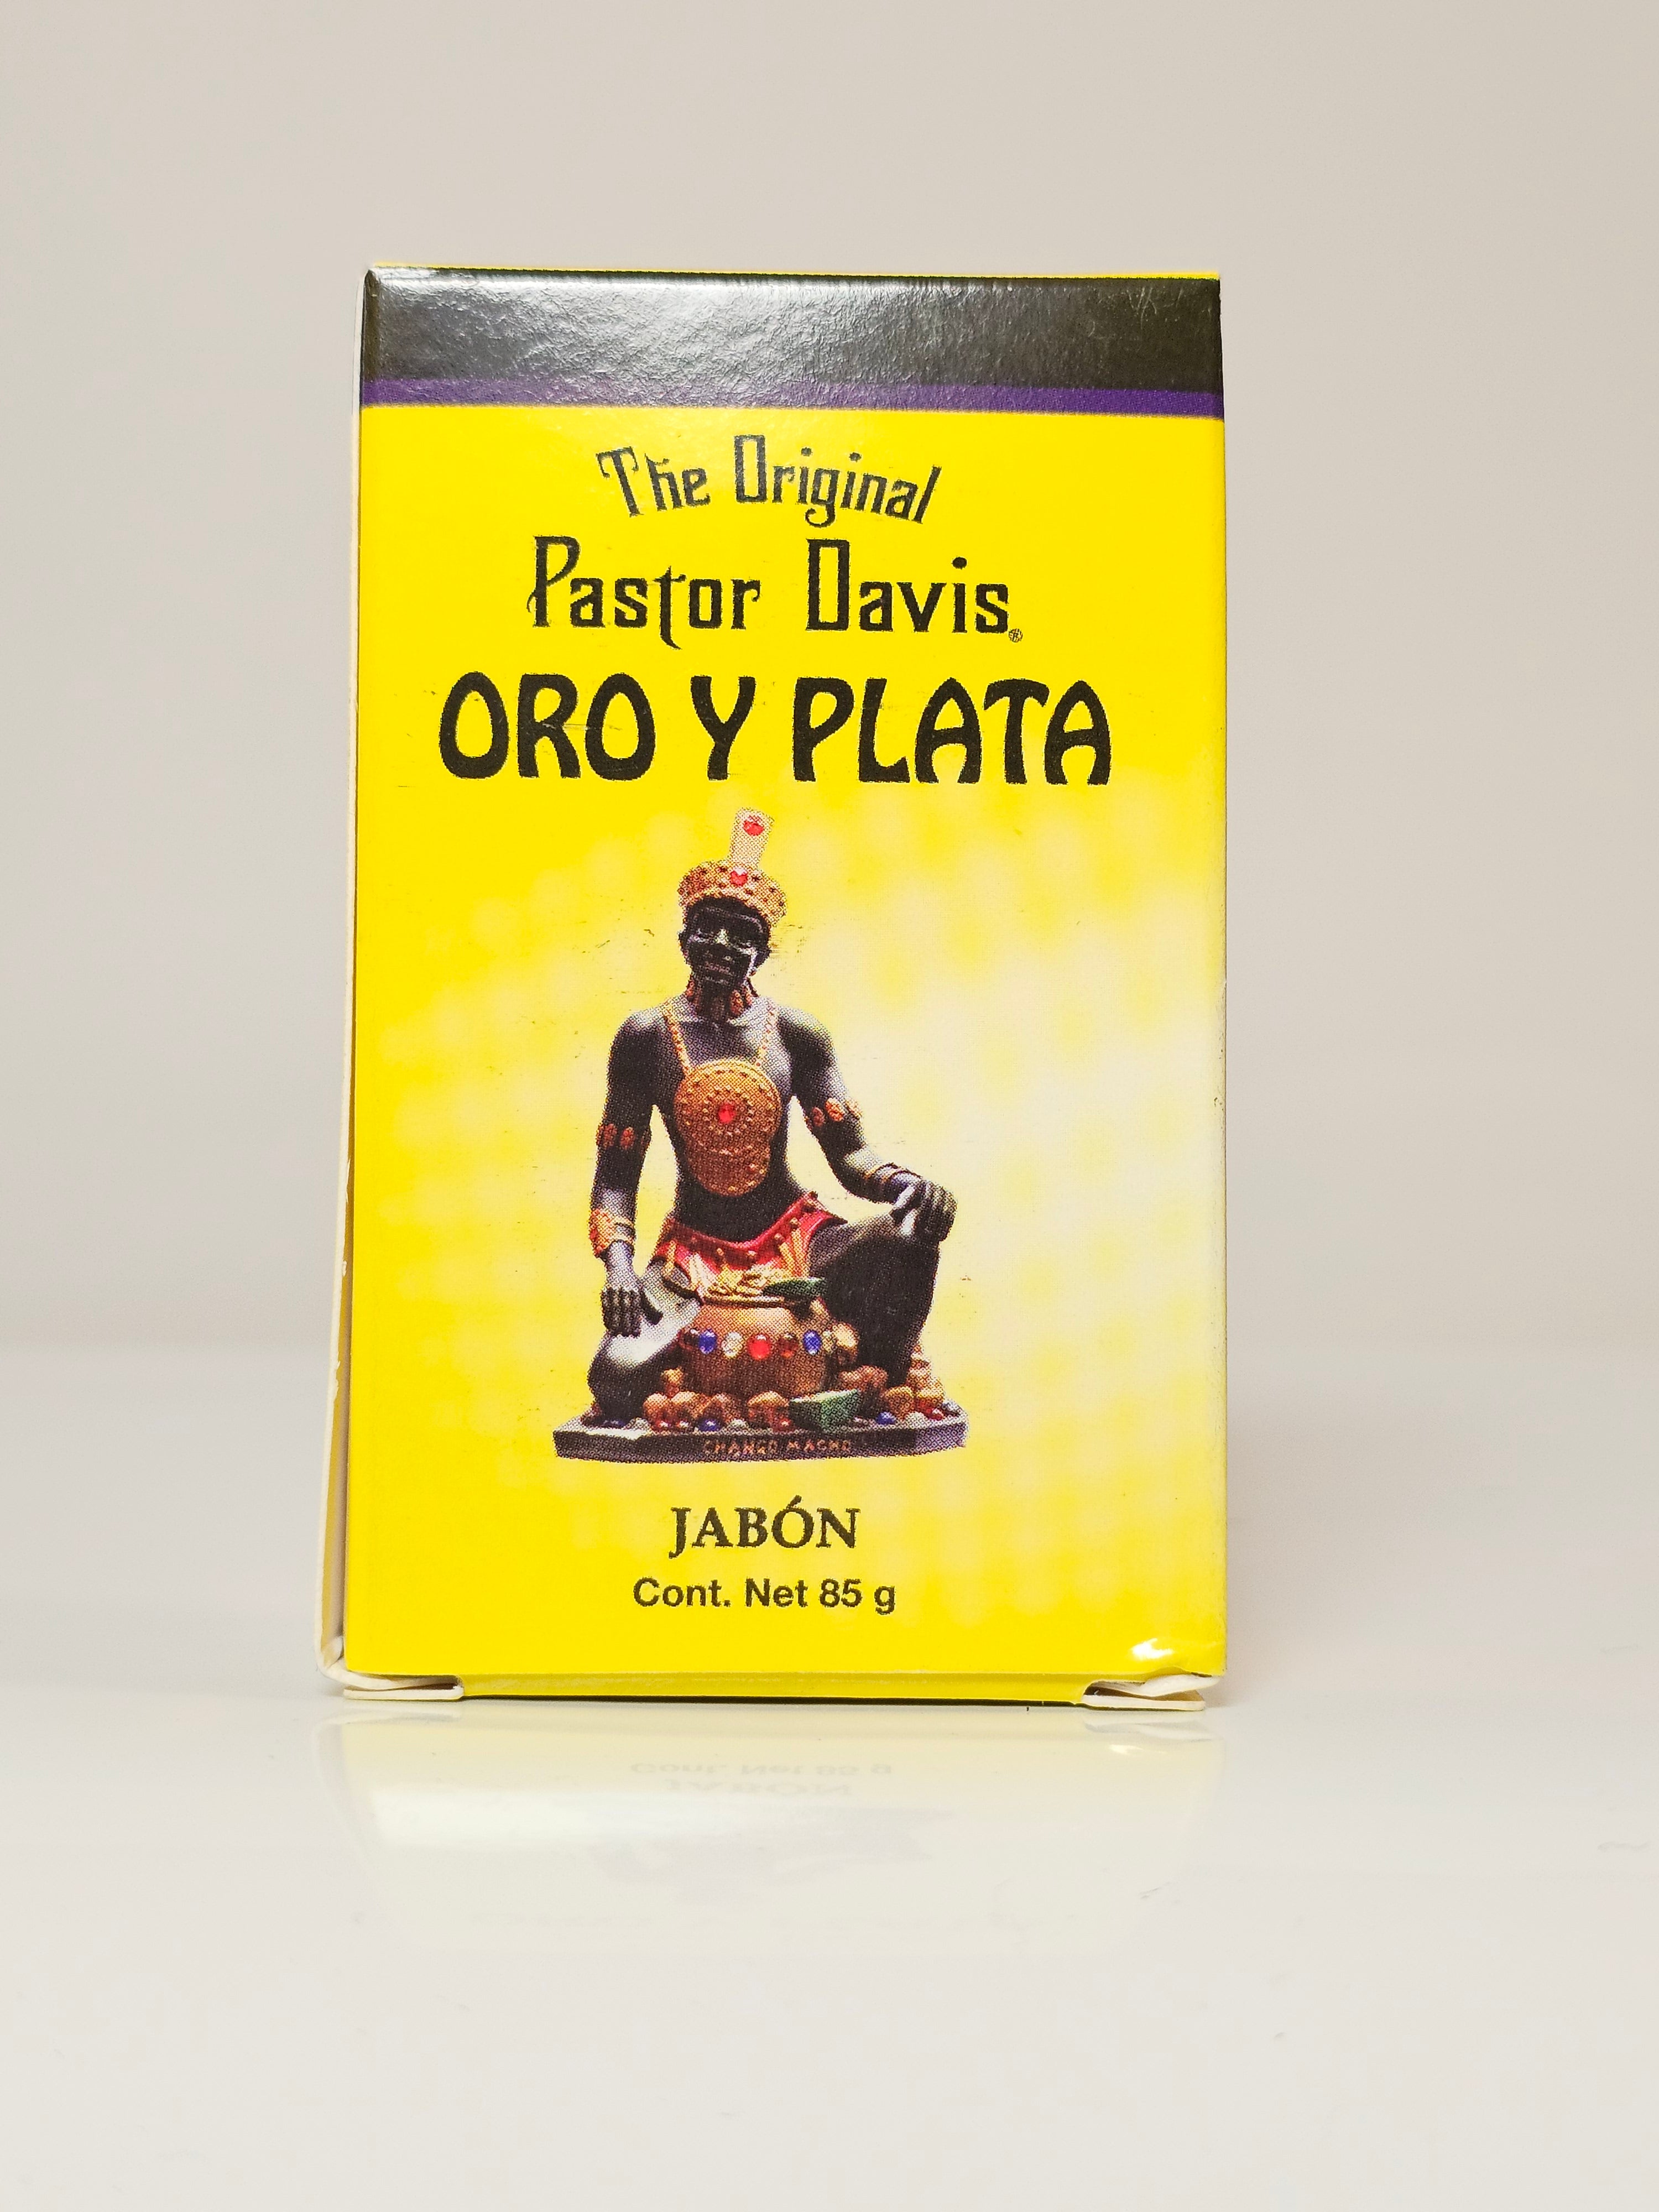 The Original
Pastor Davis®
ORO Y PLATA
CHANGO MACHO
JABÓN
Cont. Net 85 g